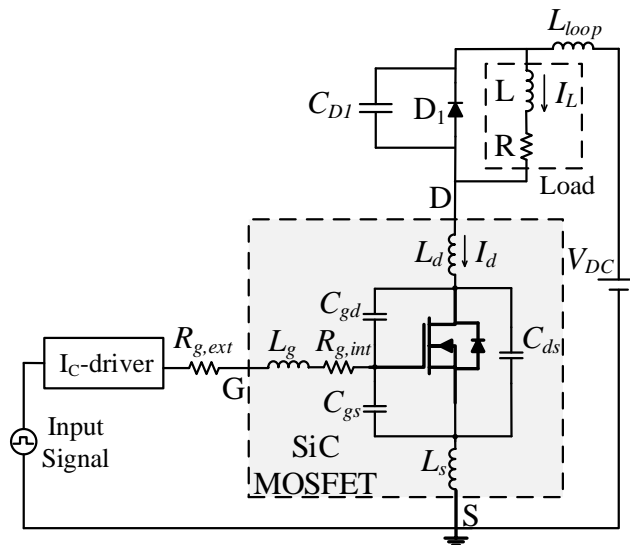 L_loop
C_D1
D_1
L
I_L
R
Load
D
L_d
I_d
V_DC
C_gd
C_ds
R_g,ext
L_g
R_g,int
I_C-driver
G
C_gs
Input
Signal
SiC
MOSFET
L_s
S